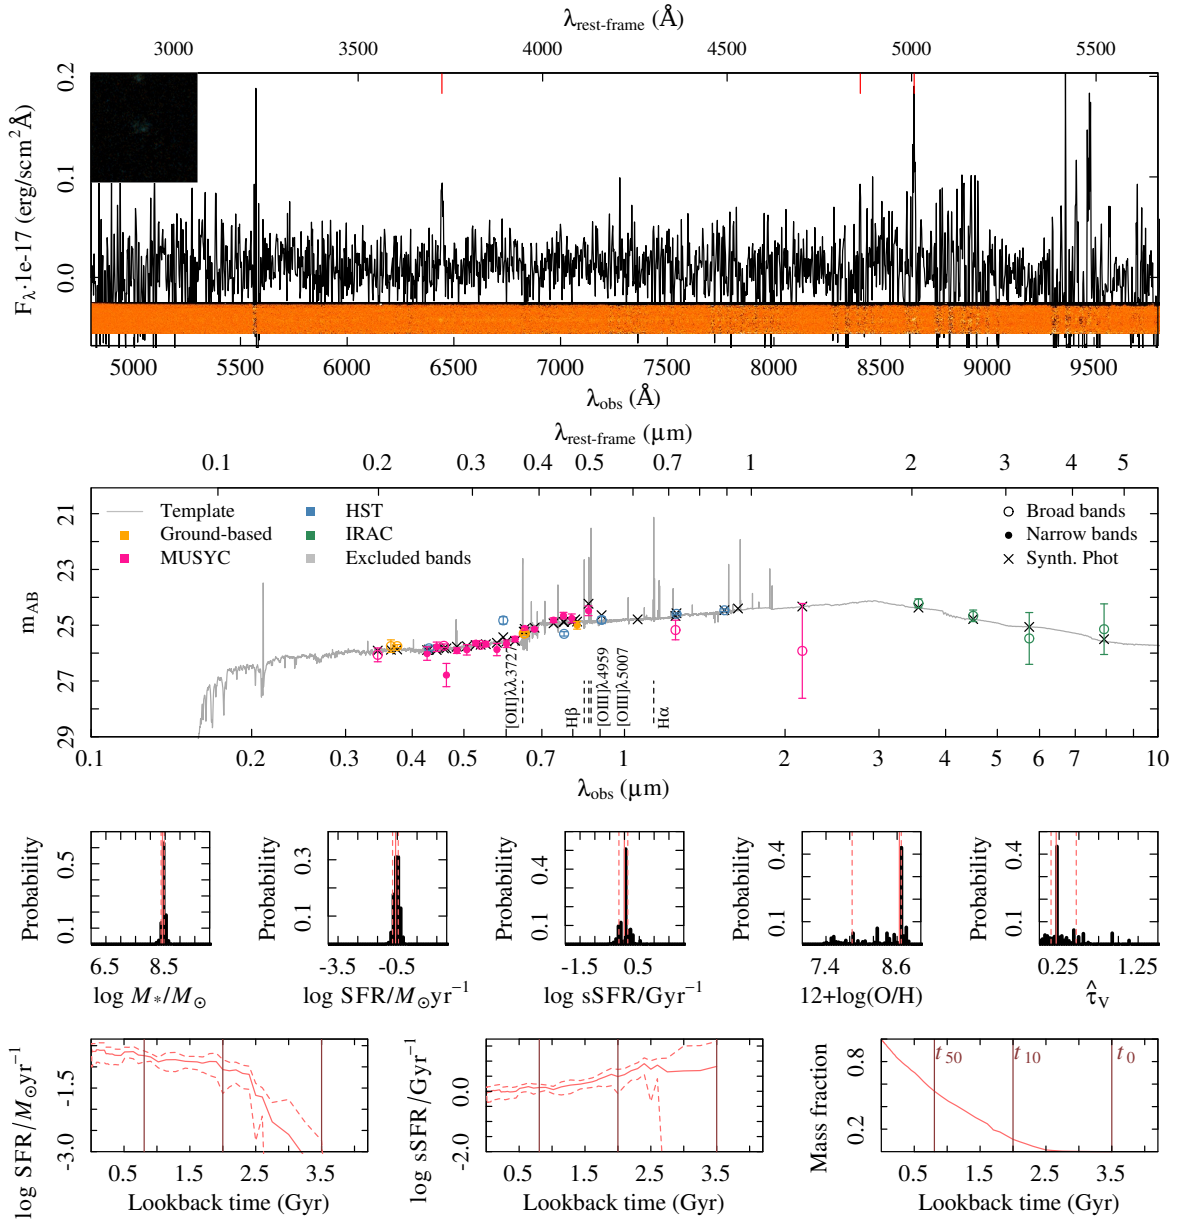 λrest-frame (Å)
3000 3500 4000 4500 5000 5500
Fλ·1e-17 (erg/scm²Å)
0.2
0.1
0.0
5000 5500 6000 6500 7000 7500 8000 8500 9000 9500
λobs (Å)
λrest-frame (μm)
0.1 0.2 0.3 0.4 0.5 0.7 1 2 3 4 5
mAB
21
23
25
27
29
Template
Ground-based
MUSYC
HST
IRAC
Excluded bands
Broad bands
Narrow bands
Synth. Phot
[OII]λλ3727
Hβ
[OIII]λ4959
[OIII]λ5007
Hα
0.1 0.2 0.3 0.4 0.5 0.7 1 2 3 4 5 6 7 8 10
λobs (μm)
Probability
0.5
0.1
6.5 8.5
log M*/M⊙
Probability
0.3
0.1
-3.5 -0.5
log SFR/M⊙yr⁻¹
Probability
0.4
0.1
-1.5 0.5
log sSFR/Gyr⁻¹
Probability
0.4
0.1
7.4 8.6
12+log(O/H)
Probability
0.4
0.1
0.25 1.25
τ̂V
log SFR/M⊙yr⁻¹
-1.5
-3.0
0.5 1.5 2.5 3.5
Lookback time (Gyr)
log sSFR/Gyr⁻¹
0.0
-2.0
0.5 1.5 2.5 3.5
Lookback time (Gyr)
Mass fraction
0.8
0.2
t50 t10 t0
0.5 1.5 2.5 3.5
Lookback time (Gyr)